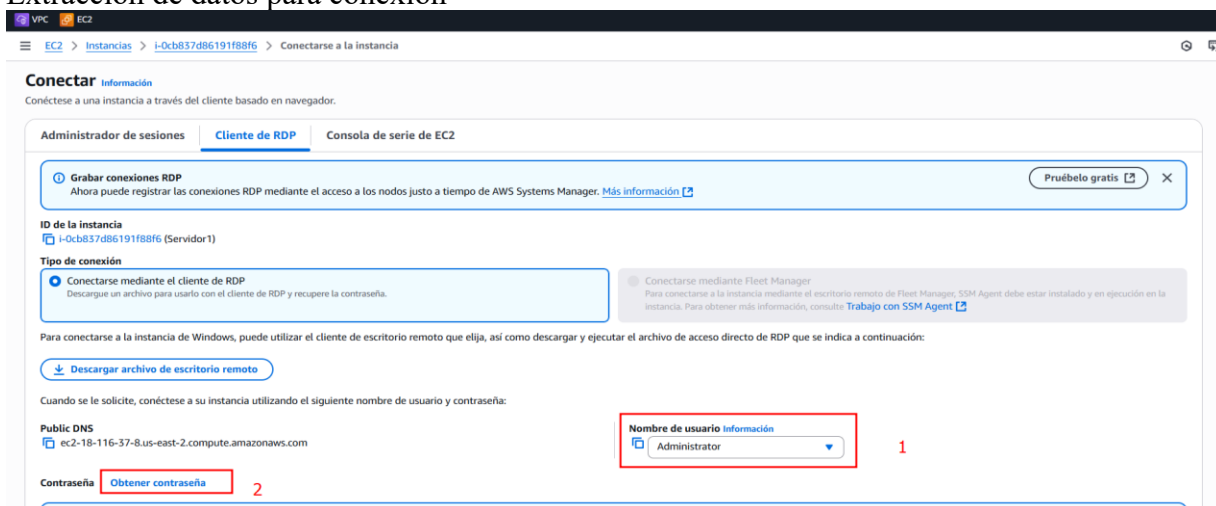 Extracción de datos para conexión
VPC EC2
EC2 > Instancias > i-0cb837d86191f88f6 > Conectarse a la instancia
Conectar Información
Conéctese a una instancia a través del cliente basado en navegador.
Administrador de sesiones Cliente de RDP Consola de serie de EC2
Grabar conexiones RDP
Ahora puede registrar las conexiones RDP mediante el acceso a los nodos justo a tiempo de AWS Systems Manager. Más información
Pruébelo gratis
ID de la instancia
i-0cb837d86191f88f6 (Servidor1)
Tipo de conexión
Conectarse mediante el cliente de RDP
Descargue un archivo para usarlo con el cliente de RDP y recupere la contraseña.
Conectarse mediante Fleet Manager
Para conectarse a la instancia mediante el escritorio remoto de Fleet Manager, SSM Agent debe estar instalado y en ejecución en la
instancia. Para obtener más información, consulte Trabajo con SSM Agent
Para conectarse a la instancia de Windows, puede utilizar el cliente de escritorio remoto que elija, así como descargar y ejecutar el archivo de acceso directo de RDP que se indica a continuación:
Descargar archivo de escritorio remoto
Cuando se le solicite, conéctese a su instancia utilizando el siguiente nombre de usuario y contraseña:
Public DNS
ec2-18-116-37-8.us-east-2.compute.amazonaws.com
Nombre de usuario Información
Administrator
1
Contraseña Obtener contraseña
2